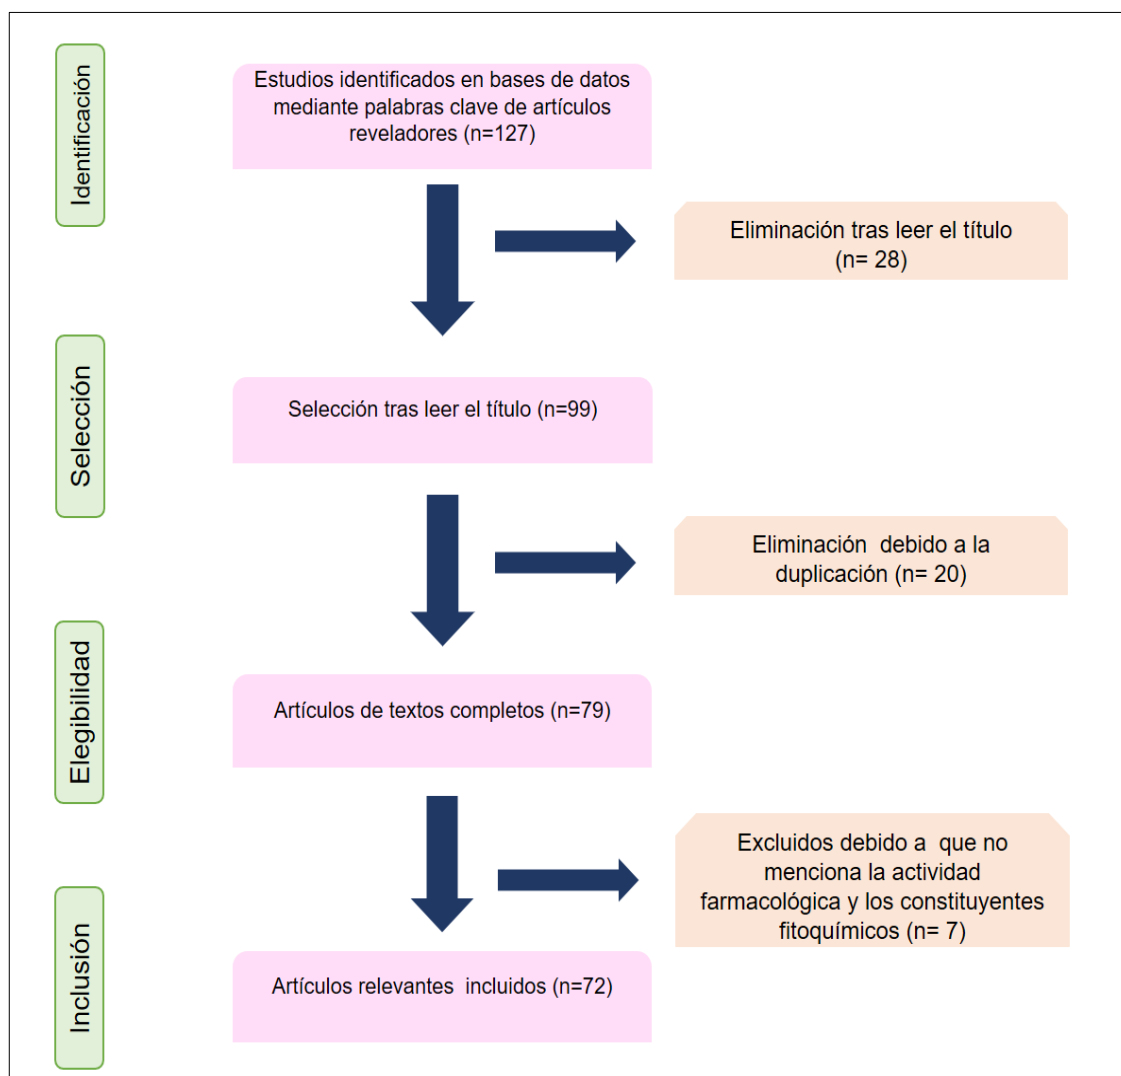 Identificación
Estudios identificados en bases de datos
mediante palabras clave de artículos
reveladores (n=127)
Eliminación tras leer el título
(n= 28)
Selección
Selección tras leer el título (n=99)
Eliminación  debido a la
duplicación (n= 20)
Elegibilidad
Artículos de textos completos (n=79)
Excluidos debido a  que no
menciona la actividad
farmacológica y los constituyentes
fitoquímicos (n= 7)
Inclusión
Artículos relevantes  incluidos (n=72)